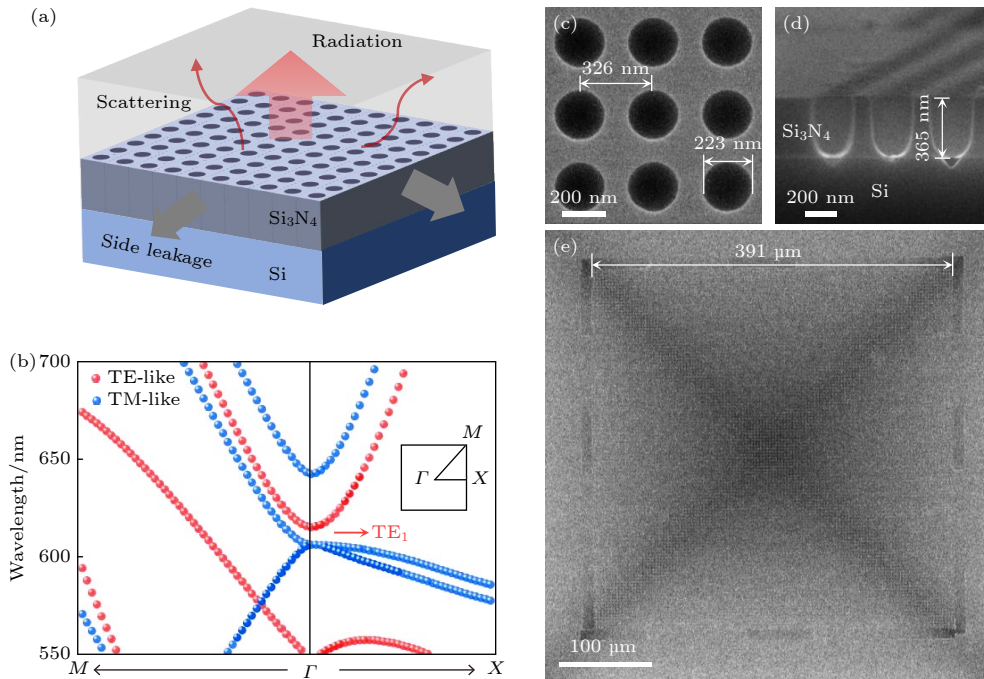 (a)
Radiation
Scattering
Si₃N₄
Side leakage
Si
(b)
700
650
600
550
Wavelength/nm
TE-like
TM-like
M
Γ
X
TE₁
M
Γ
X
(c)
326 nm
223 nm
200 nm
(d)
Si₃N₄
365 nm
Si
200 nm
(e)
391 µm
100 µm